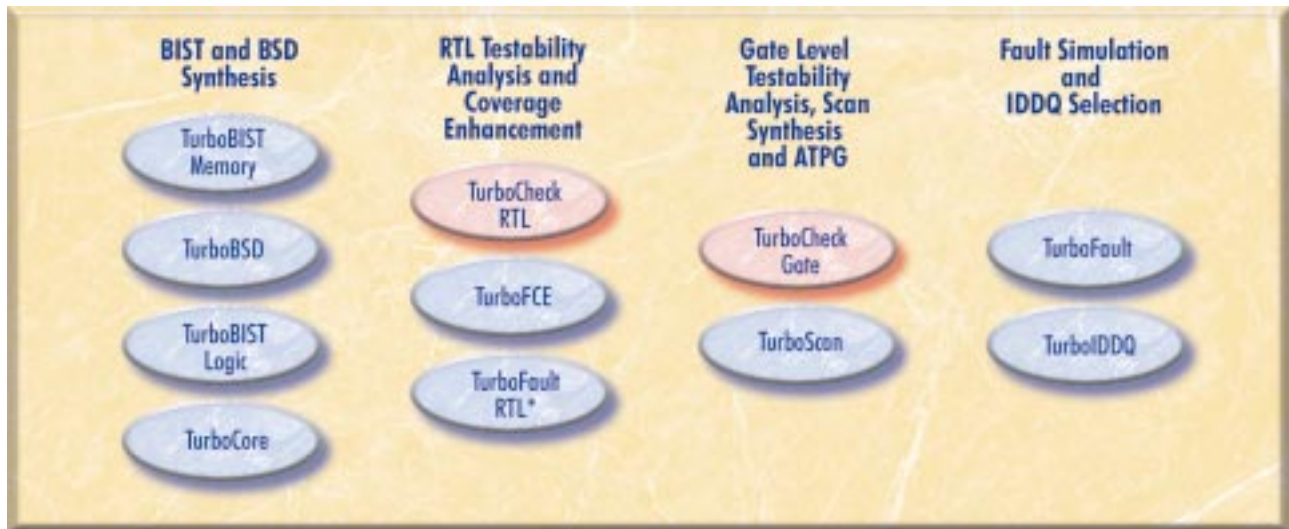 BIST and BSD
Synthesis
TurboBIST
Memory
TurboBSD
TurboBIST
Logic
TurboCore
RTL Testability
Analysis and
Coverage
Enhancement
TurboCheck
RTL
TurboFCE
TurboFault
RTL*
Gate Level
Testability
Analysis, Scan
Synthesis
and ATPG
TurboCheck
Gate
TurboScan
Fault Simulation
and
IDDQ Selection
TurboFault
TurboIDDQ